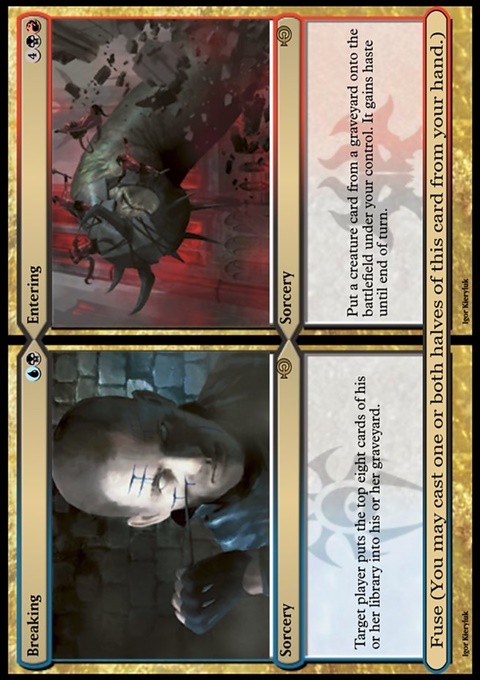 Breaking
Sorcery
Target player puts the top eight cards of his
or her library into his or her graveyard.
Igor Kieryluk
Entering
4
Sorcery
Put a creature card from a graveyard onto the
battlefield under your control. It gains haste
until end of turn.
Igor Kieryluk
Fuse (You may cast one or both halves of this card from your hand.)